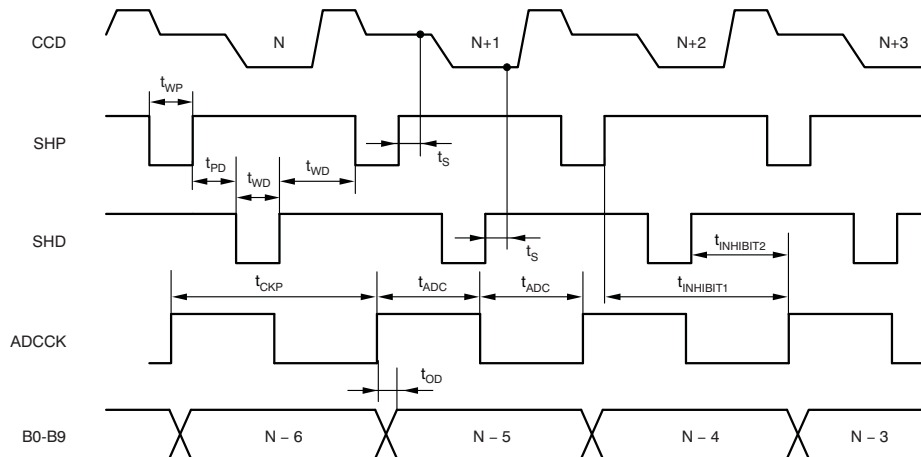 CCD N N+1 N+2 N+3
tWP
SHP
tS
tPD tWD tWD
SHD
tS tINHIBIT2
tCKP tADC tADC tINHIBIT1
ADCCK
tOD
B0-B9 N − 6 N − 5 N − 4 N − 3